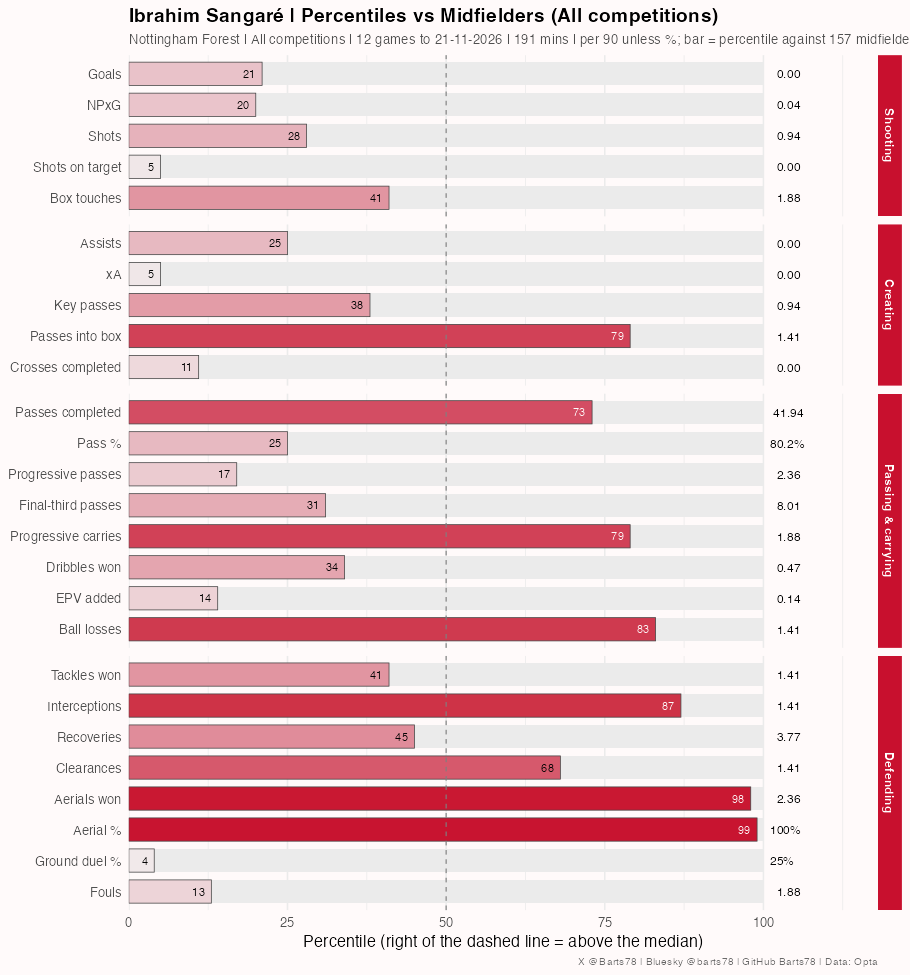 Ibrahim Sangaré | Percentiles vs Midfielders (All competitions)
Nottingham Forest | All competitions | 12 games to 21-11-2026 | 191 mins | per 90 unless %; bar = percentile against 157 midfielde
Goals 21 0.00
NPxG 20 0.04
Shots 28 0.94
Shots on target 5 0.00
Box touches 41 1.88
Shooting
Assists 25 0.00
xA 5 0.00
Key passes 38 0.94
Passes into box 79 1.41
Crosses completed 11 0.00
Creating
Passes completed 73 41.94
Pass % 25 80.2%
Progressive passes 17 2.36
Final-third passes 31 8.01
Progressive carries 79 1.88
Dribbles won 34 0.47
EPV added 14 0.14
Ball losses 83 1.41
Passing & carrying
Tackles won 41 1.41
Interceptions 87 1.41
Recoveries 45 3.77
Clearances 68 1.41
Aerials won 98 2.36
Aerial % 99 100%
Ground duel % 4 25%
Fouls 13 1.88
Defending
0 25 50 75 100
Percentile (right of the dashed line = above the median)
X @Barts78 | Bluesky @barts78 | GitHub Barts78 | Data: Opta